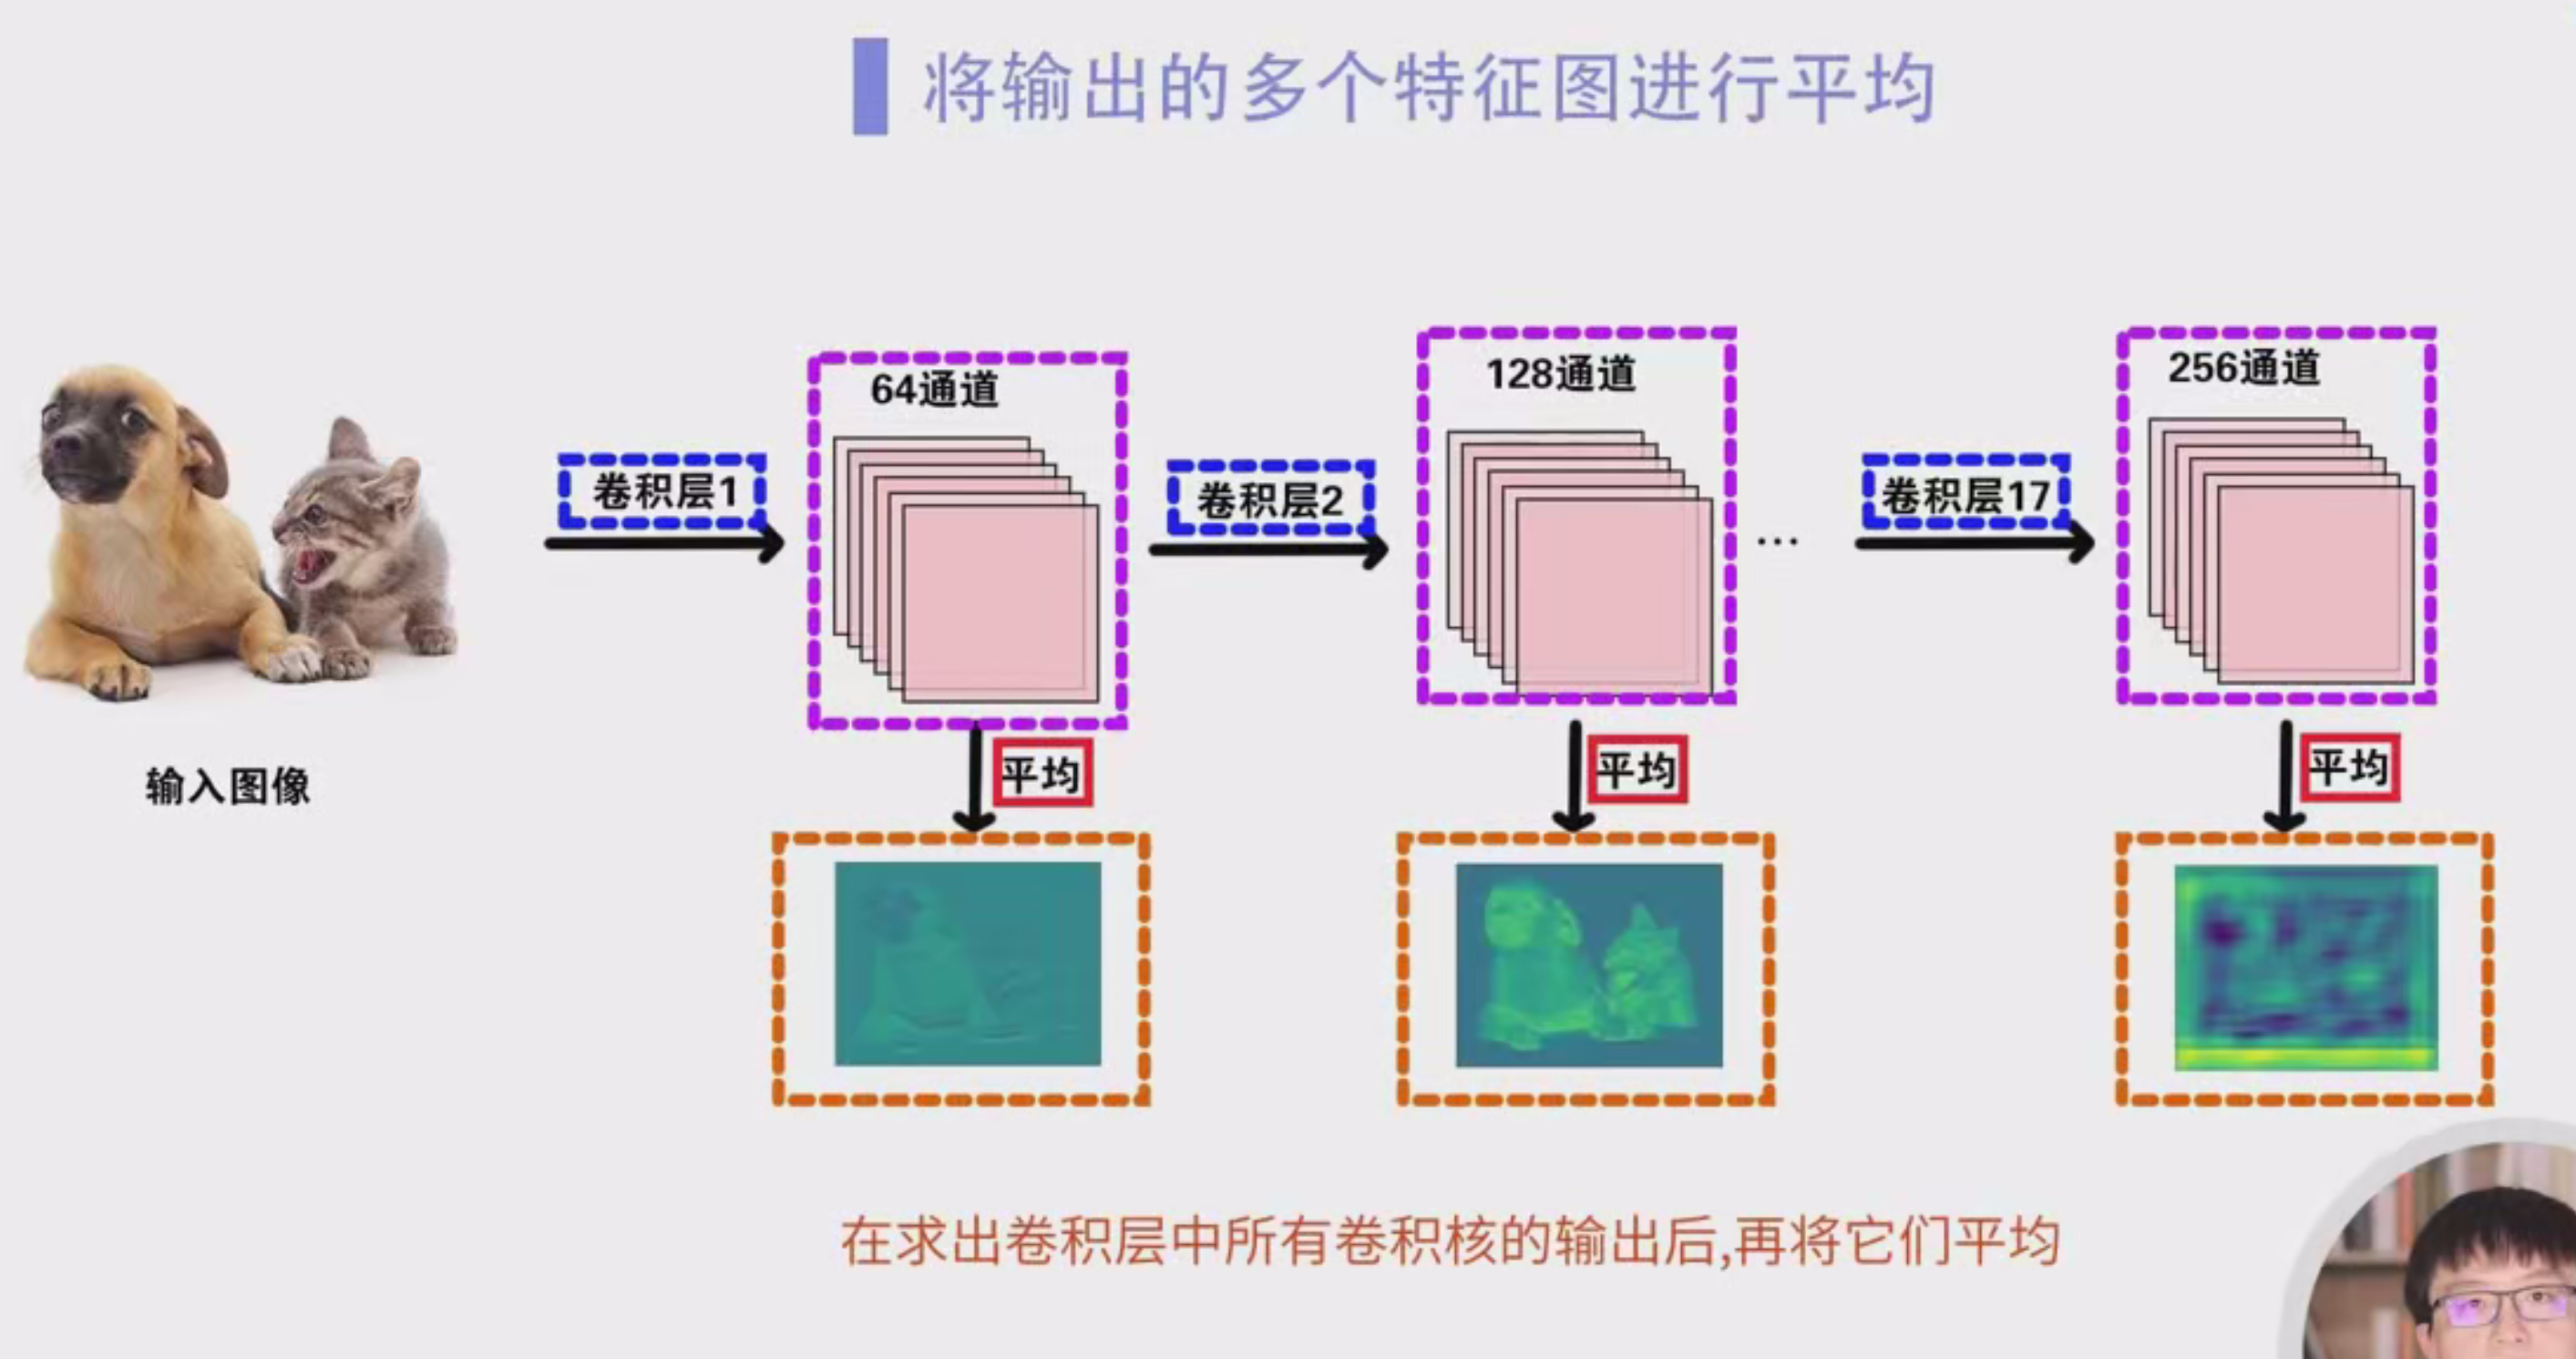 将输出的多个特征图进行平均
64通道
128通道
256通道
卷积层1
卷积层2
...
卷积层17
平均
平均
平均
输入图像
在求出卷积层中所有卷积核的输出后,再将它们平均